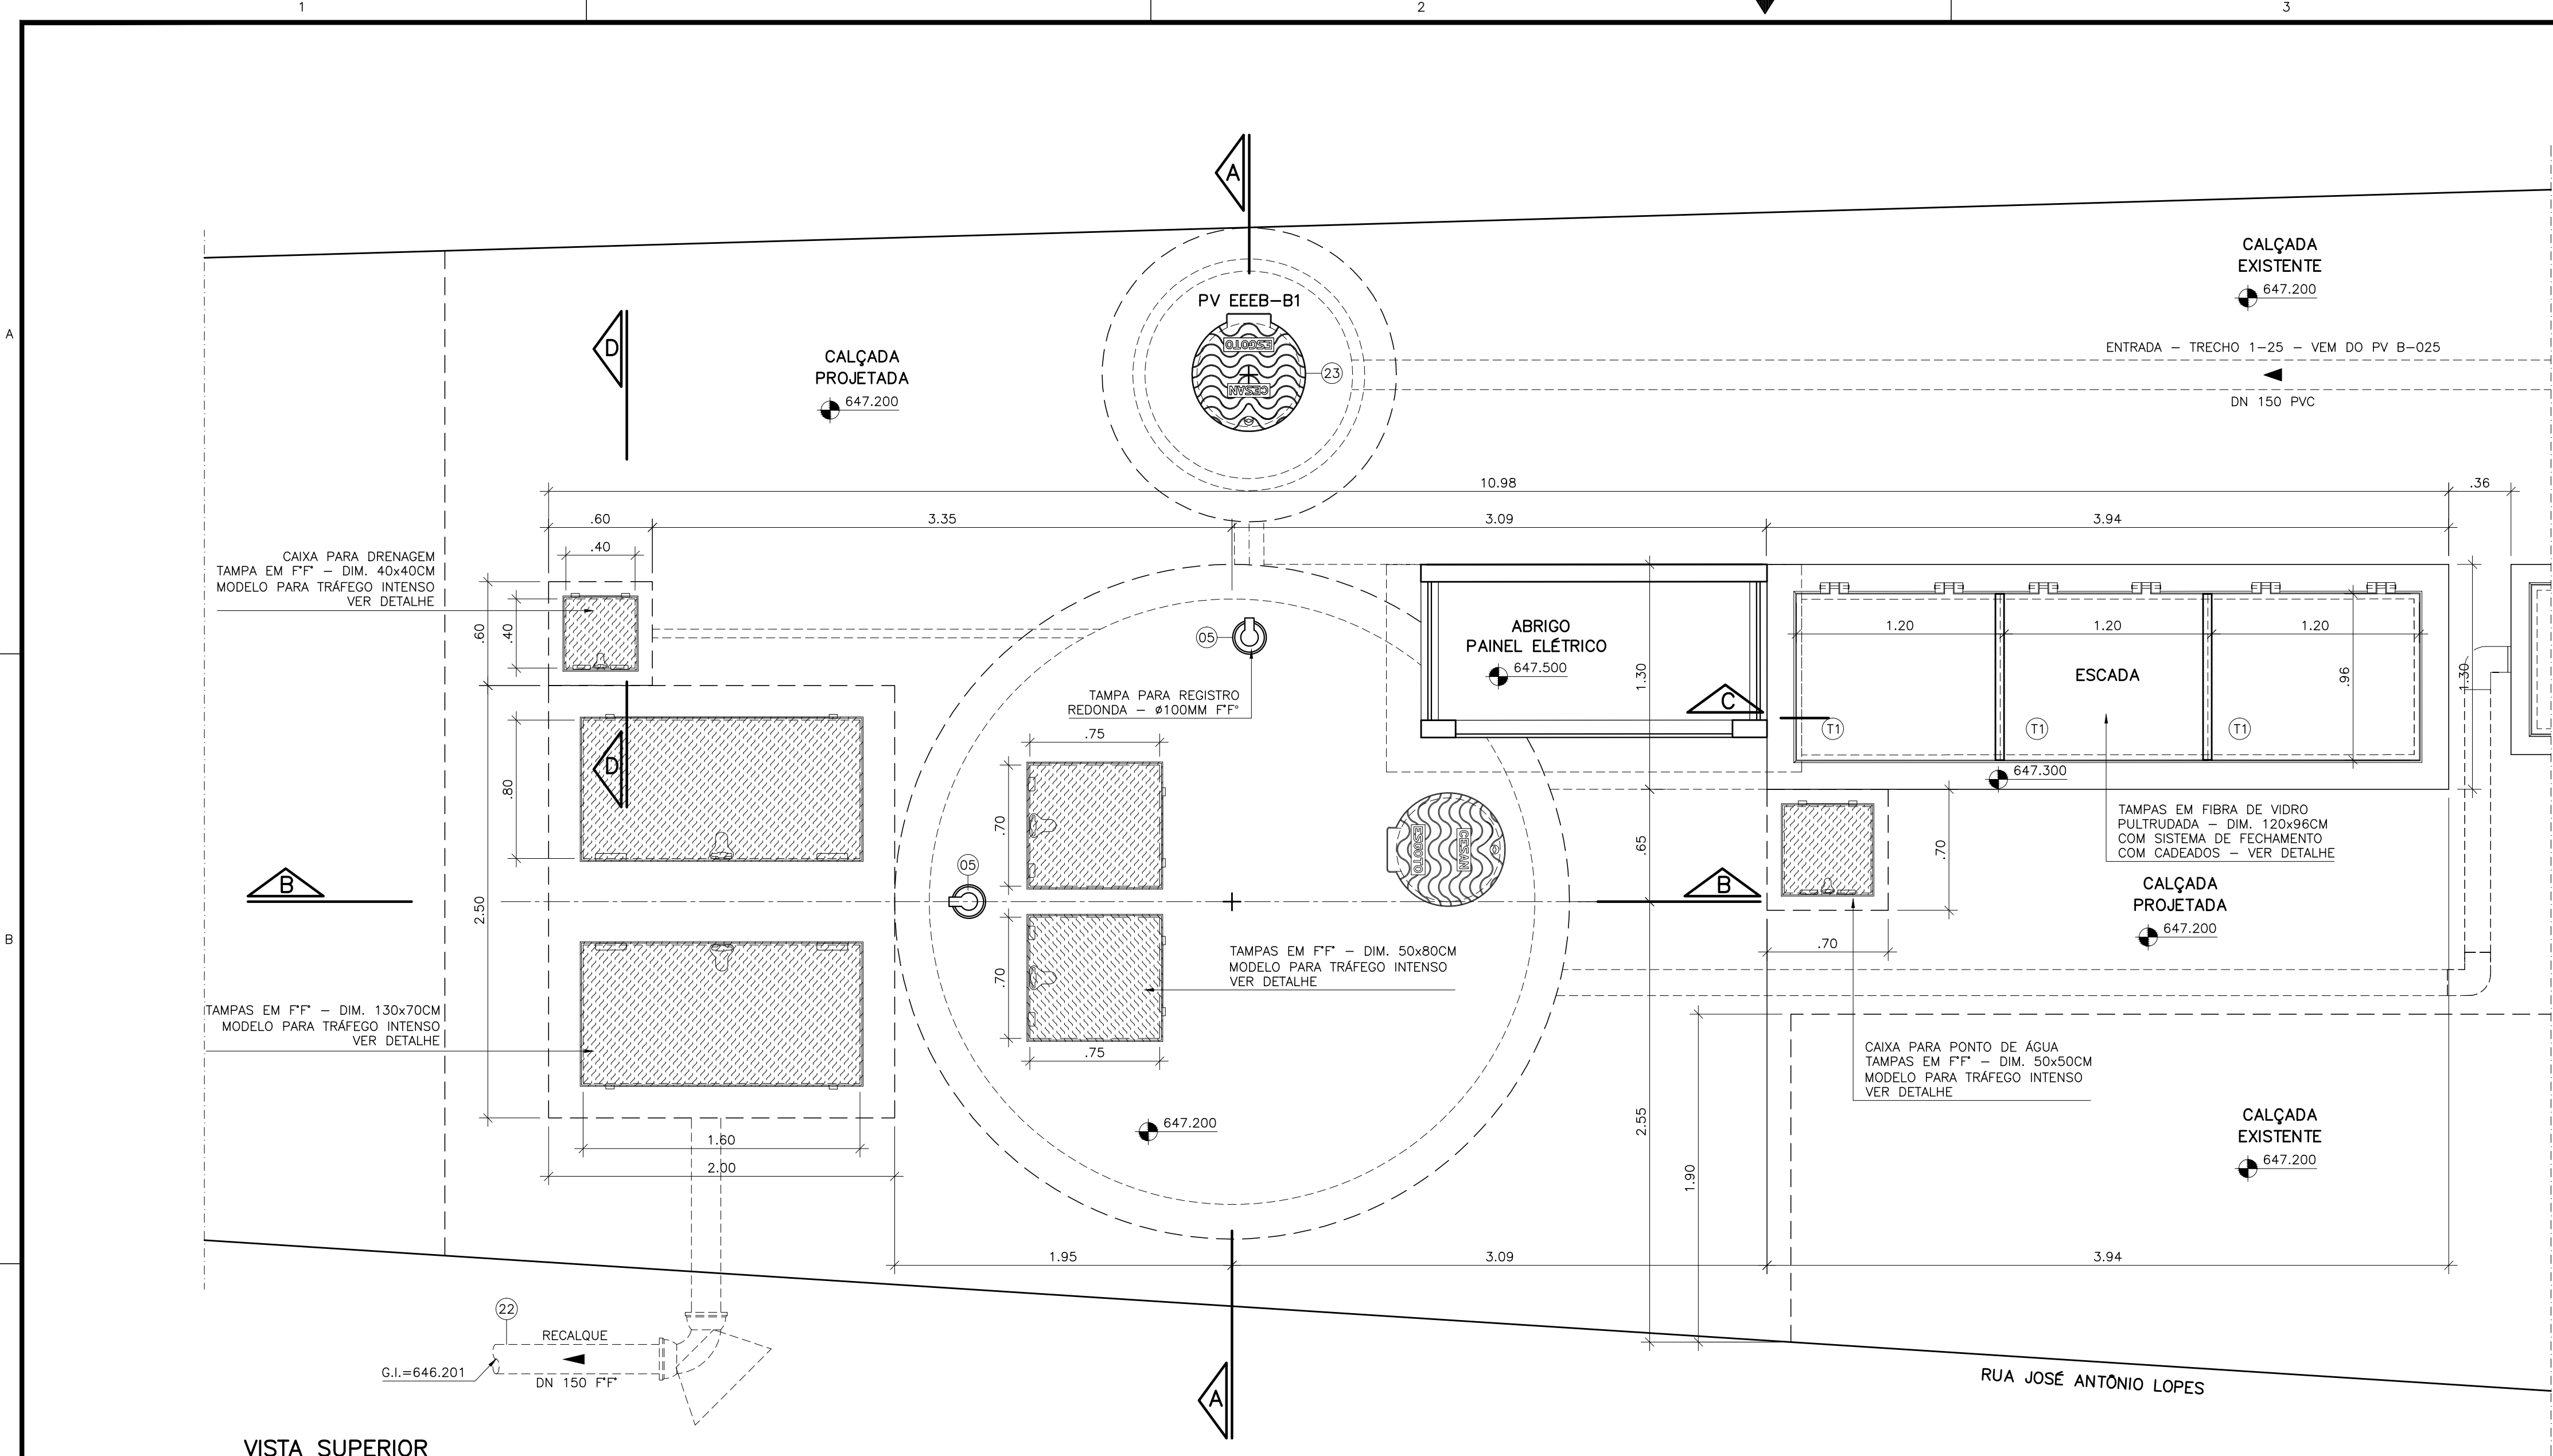 1
2
3
A
B
A
CALÇADA
EXISTENTE
647.200
PV EEEB-B1
ESGOTO
CESAN
23
D
CALÇADA
PROJETADA
647.200
ENTRADA - TRECHO 1-25 - VEM DO PV B-025
DN 150 PVC
10.98
.36
.60
3.35
3.09
3.94
.40
CAIXA PARA DRENAGEM
TAMPA EM F°F° - DIM. 40x40CM
MODELO PARA TRÁFEGO INTENSO
VER DETALHE
.60
.40
05
TAMPA PARA REGISTRO
REDONDA - ø100MM F°F°
ABRIGO
PAINEL ELÉTRICO
647.500
1.30
C
1.20
1.20
1.20
ESCADA
.96
1.30
T1
T1
T1
647.300
D
.80
.75
.70
.65
ESGOTO
CESAN
.70
TAMPAS EM FIBRA DE VIDRO
PULTRUDADA - DIM. 120x96CM
COM SISTEMA DE FECHAMENTO
COM CADEADOS - VER DETALHE
B
2.50
05
B
CALÇADA
PROJETADA
647.200
.70
TAMPAS EM F°F° - DIM. 50x80CM
MODELO PARA TRÁFEGO INTENSO
VER DETALHE
.70
.75
TAMPAS EM F°F° - DIM. 130x70CM
MODELO PARA TRÁFEGO INTENSO
VER DETALHE
CAIXA PARA PONTO DE ÁGUA
TAMPAS EM F°F° - DIM. 50x50CM
MODELO PARA TRÁFEGO INTENSO
VER DETALHE
647.200
1.60
2.00
2.55
1.90
CALÇADA
EXISTENTE
647.200
1.95
3.09
3.94
22
RECALQUE
G.I.=646.201
DN 150 F°F°
A
RUA JOSÉ ANTÔNIO LOPES
VISTA SUPERIOR